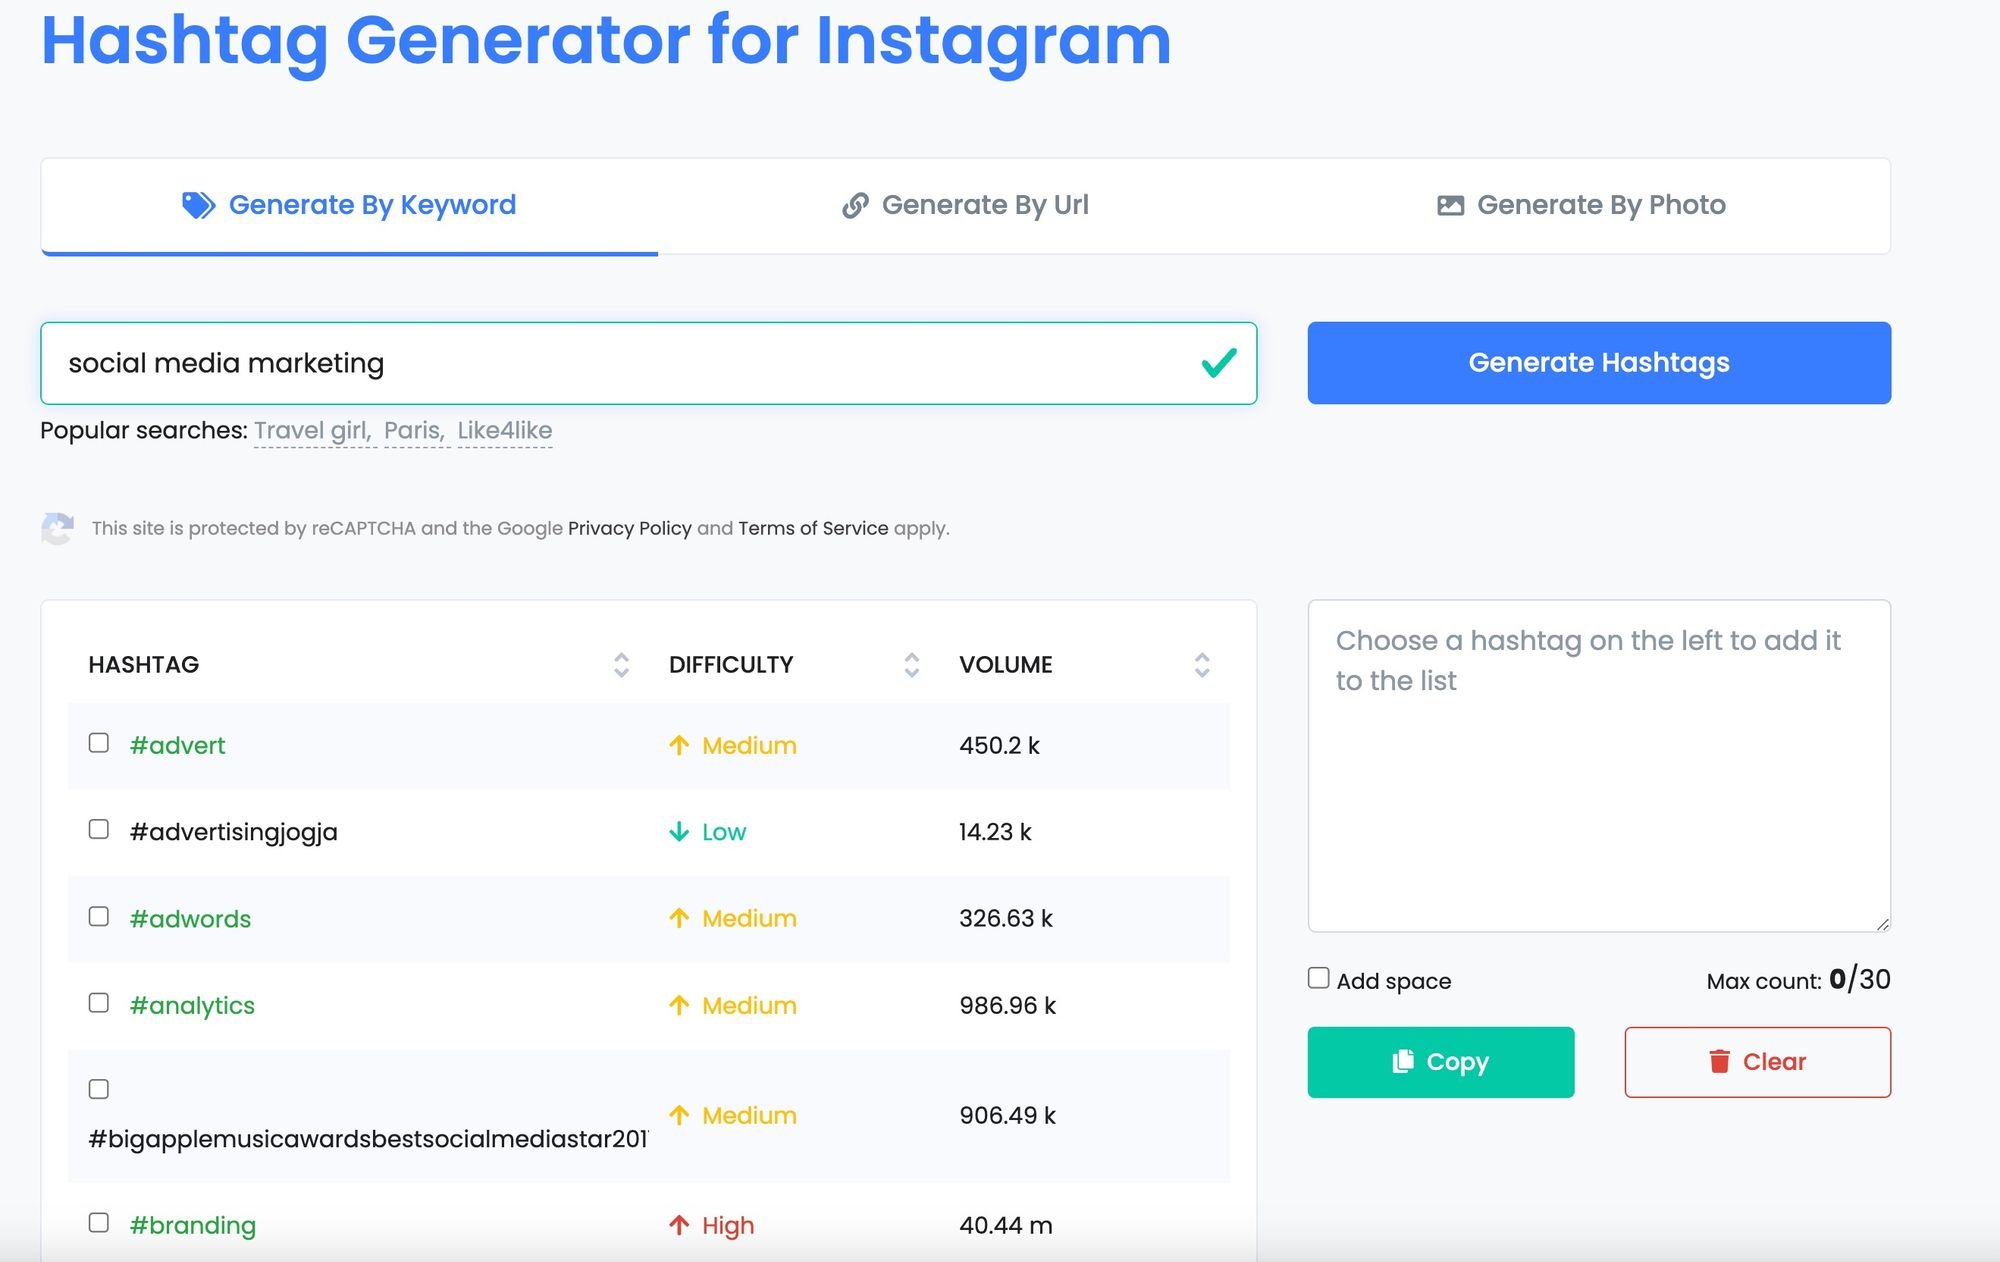 Hashtag Generator for Instagram
Generate By Keyword
Generate By Url
Generate By Photo
social media marketing
Generate Hashtags
Popular searches: Travel girl, Paris, Like4like
This site is protected by reCAPTCHA and the Google Privacy Policy and Terms of Service apply.
HASHTAG DIFFICULTY VOLUME
#advert Medium 450.2 k
#advertisingjogja Low 14.23 k
#adwords Medium 326.63 k
#analytics Medium 986.96 k
Medium 906.49 k
#branding High 40.44 m
Choose a hashtag on the left to add it
to the list
Add space
Max count: 0/30
Copy
Clear